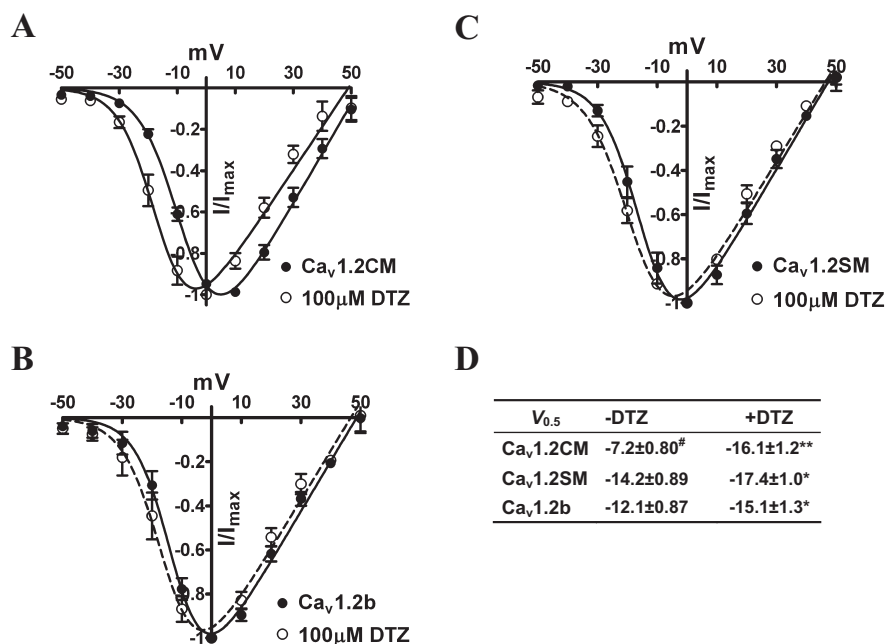 A
mV
-50 -30 -10 10 30 50
-0.2
-0.4
-0.6
-0.8
-1
I/Imax
Cav1.2CM
100µM DTZ
C
mV
-50 -30 -10 10 30 50
-0.2
-0.4
-0.6
-0.8
-1
I/Imax
Cav1.2SM
100µM DTZ
B
mV
-50 -30 -10 10 30 50
-0.2
-0.4
-0.6
-0.8
-1
I/Imax
Cav1.2b
100µM DTZ
D
V0.5 -DTZ +DTZ
Cav1.2CM -7.2±0.80# -16.1±1.2**
Cav1.2SM -14.2±0.89 -17.4±1.0*
Cav1.2b -12.1±0.87 -15.1±1.3*